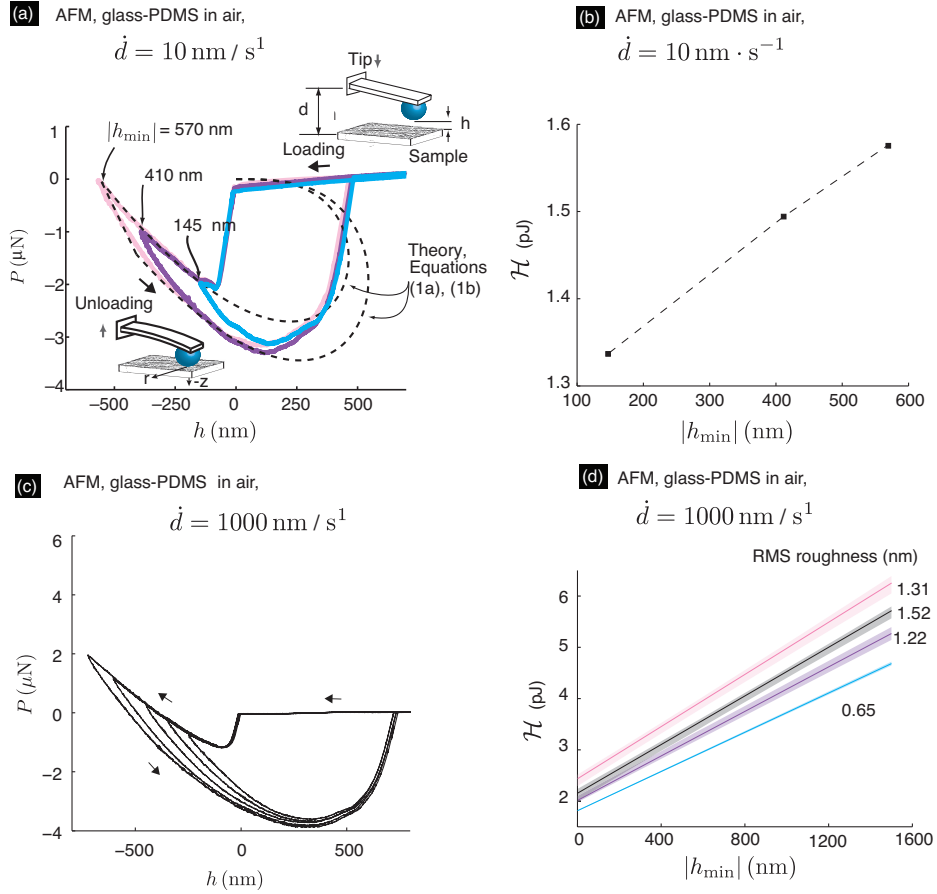 (a) AFM, glass-PDMS in air,
ḋ = 10 nm / s¹
Tip
d
h
Loading
Sample
|h_min| = 570 nm
410 nm
145 nm
Theory,
Equations
(1a), (1b)
Unloading
r
-z
1
0
−1
−2
−3
−4
P (μN)
−500
−250
0
250
500
h (nm)
(b) AFM, glass-PDMS in air,
ḋ = 10 nm · s⁻¹
1.6
1.5
1.4
1.3
ℋ (pJ)
100
200
300
400
500
600
|h_min| (nm)
(c) AFM, glass-PDMS in air,
ḋ = 1000 nm / s¹
6
4
2
0
−2
−4
P (μN)
−500
0
500
h (nm)
(d) AFM, glass-PDMS in air,
ḋ = 1000 nm / s¹
RMS roughness (nm)
1.31
1.52
1.22
0.65
6
5
4
3
2
ℋ (pJ)
0
400
800
1200
1600
|h_min| (nm)